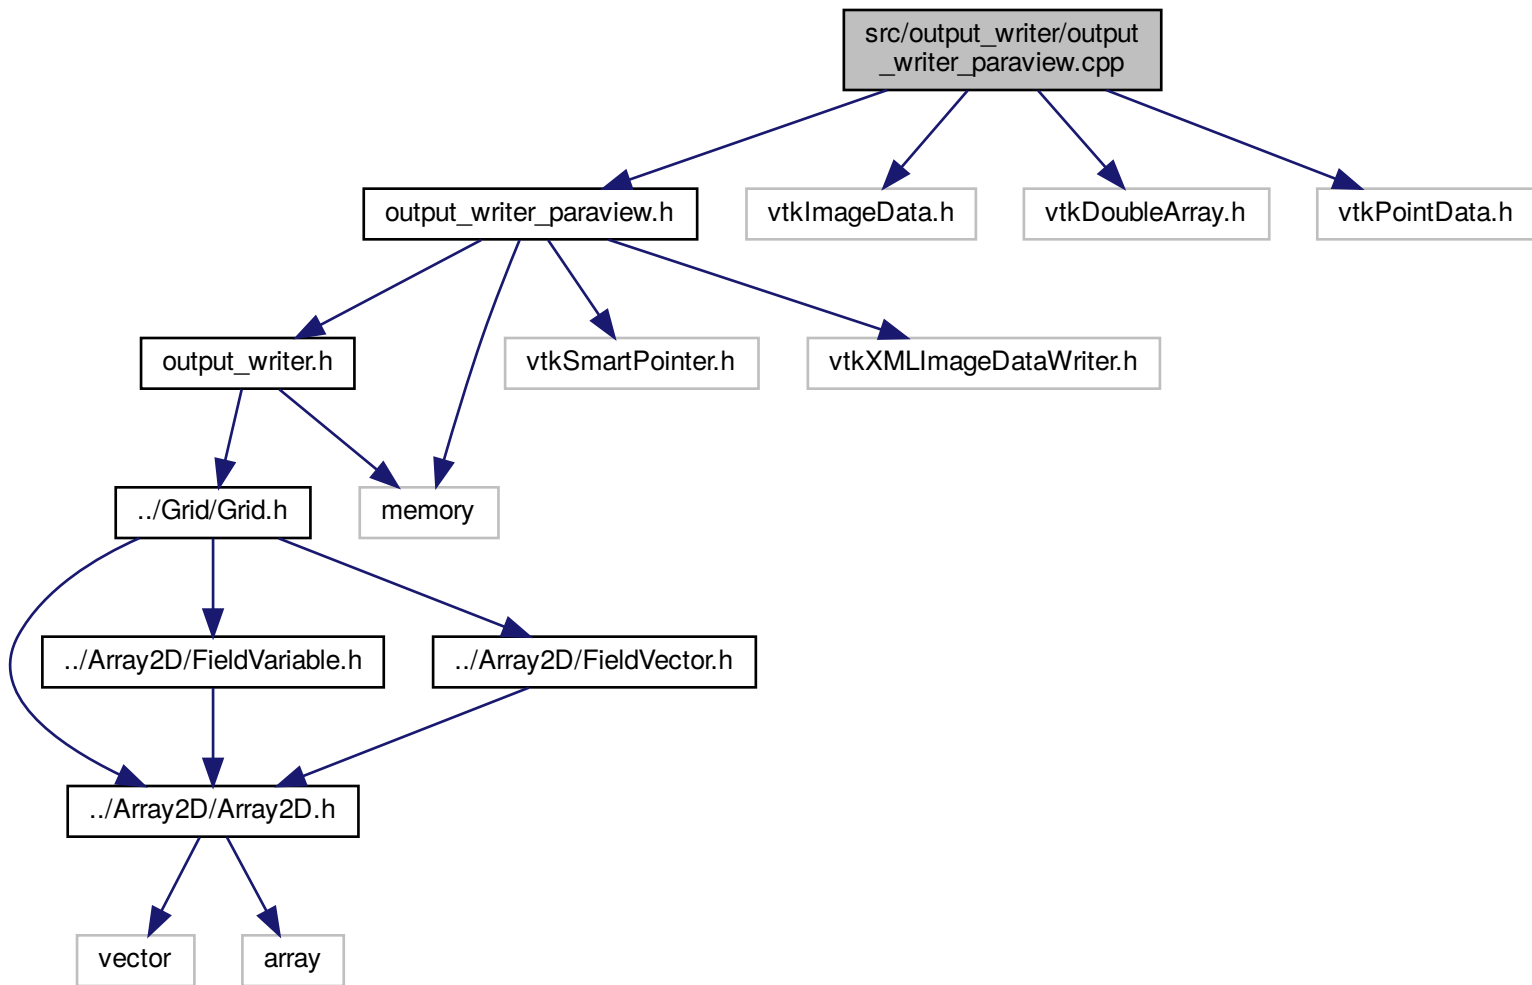 src/output_writer/output
_writer_paraview.cpp
output_writer_paraview.h
vtkImageData.h
vtkDoubleArray.h
vtkPointData.h
output_writer.h
vtkSmartPointer.h
vtkXMLImageDataWriter.h
../Grid/Grid.h
memory
../Array2D/FieldVariable.h
../Array2D/FieldVector.h
../Array2D/Array2D.h
vector
array